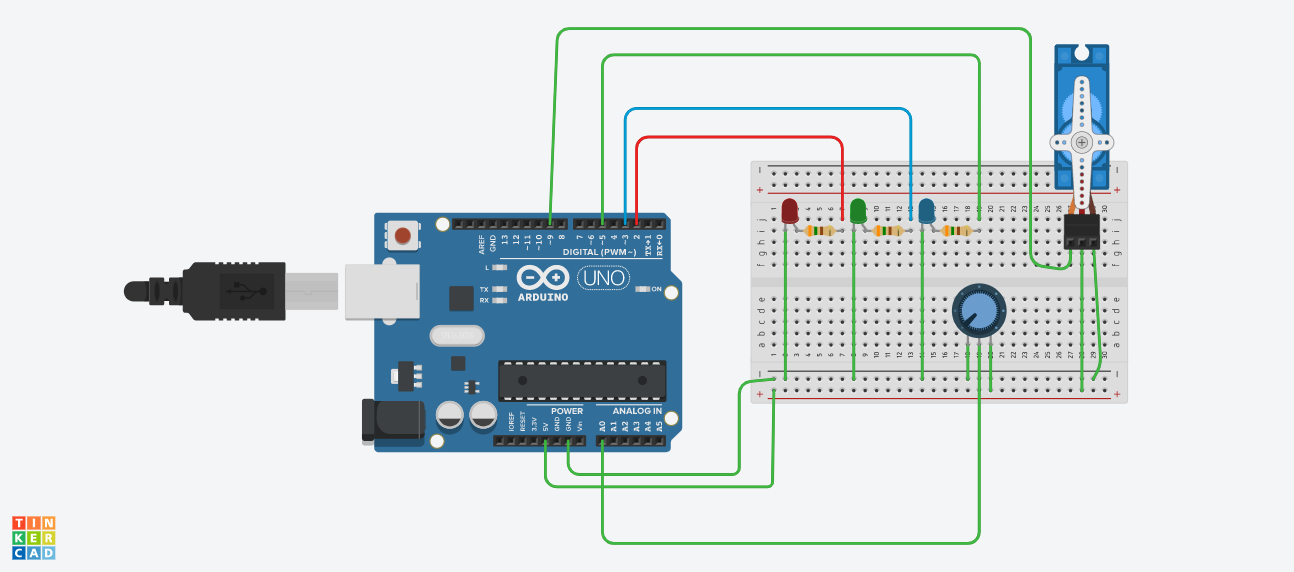 AREF
GND
13
12
~11
~10
~9
8
7
~6
~5
4
~3
2
TX→1
RX←0
DIGITAL (PWM~)
L
TX
RX
ARDUINO
UNO
ON
IOREF
RESET
3.3V
5V
GND
GND
Vin
POWER
ANALOG IN
A0
A1
A2
A3
A4
A5
TIN
KER
CAD